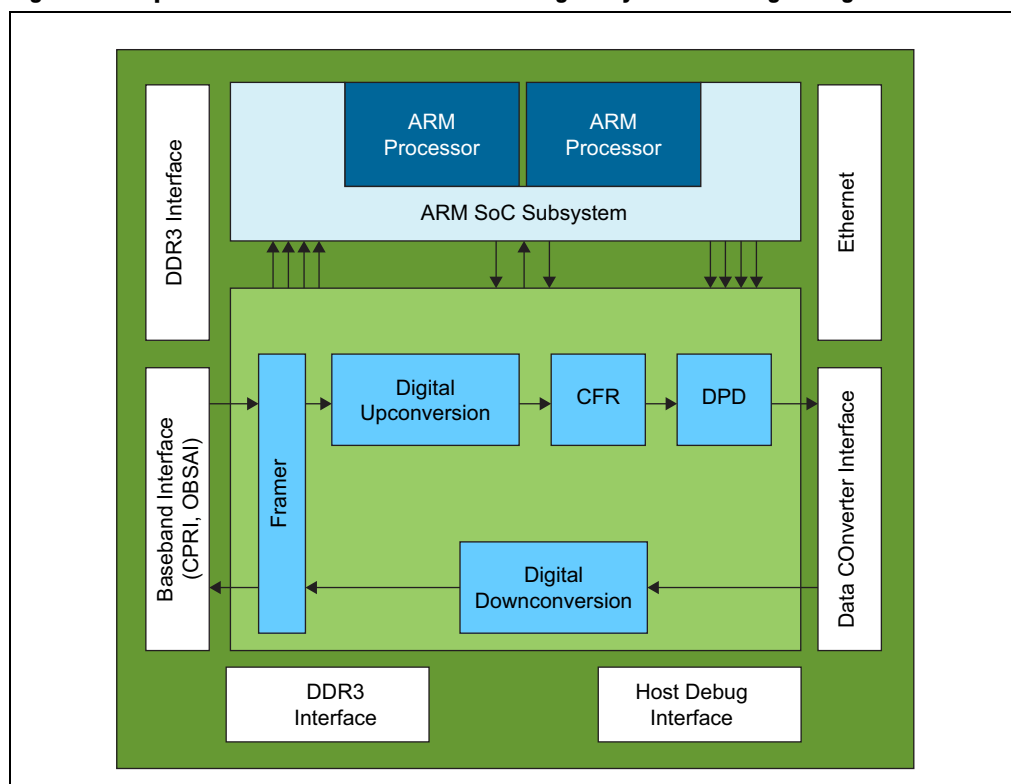 DDR3 Interface
ARM
Processor
ARM
Processor
ARM SoC Subsystem
Ethernet
Baseband Interface
(CPRI, OBSAI)
Framer
Digital
Upconversion
CFR
DPD
Digital
Downconversion
Data COnverter Interface
DDR3
Interface
Host Debug
Interface